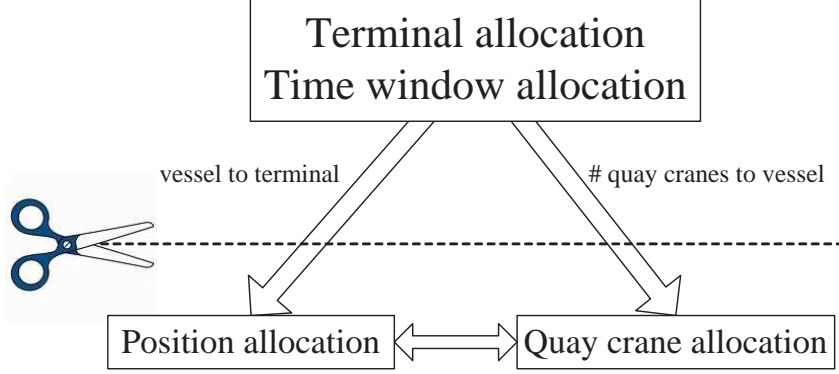 Terminal allocation
Time window allocation
vessel to terminal
# quay cranes to vessel
Position allocation
Quay crane allocation